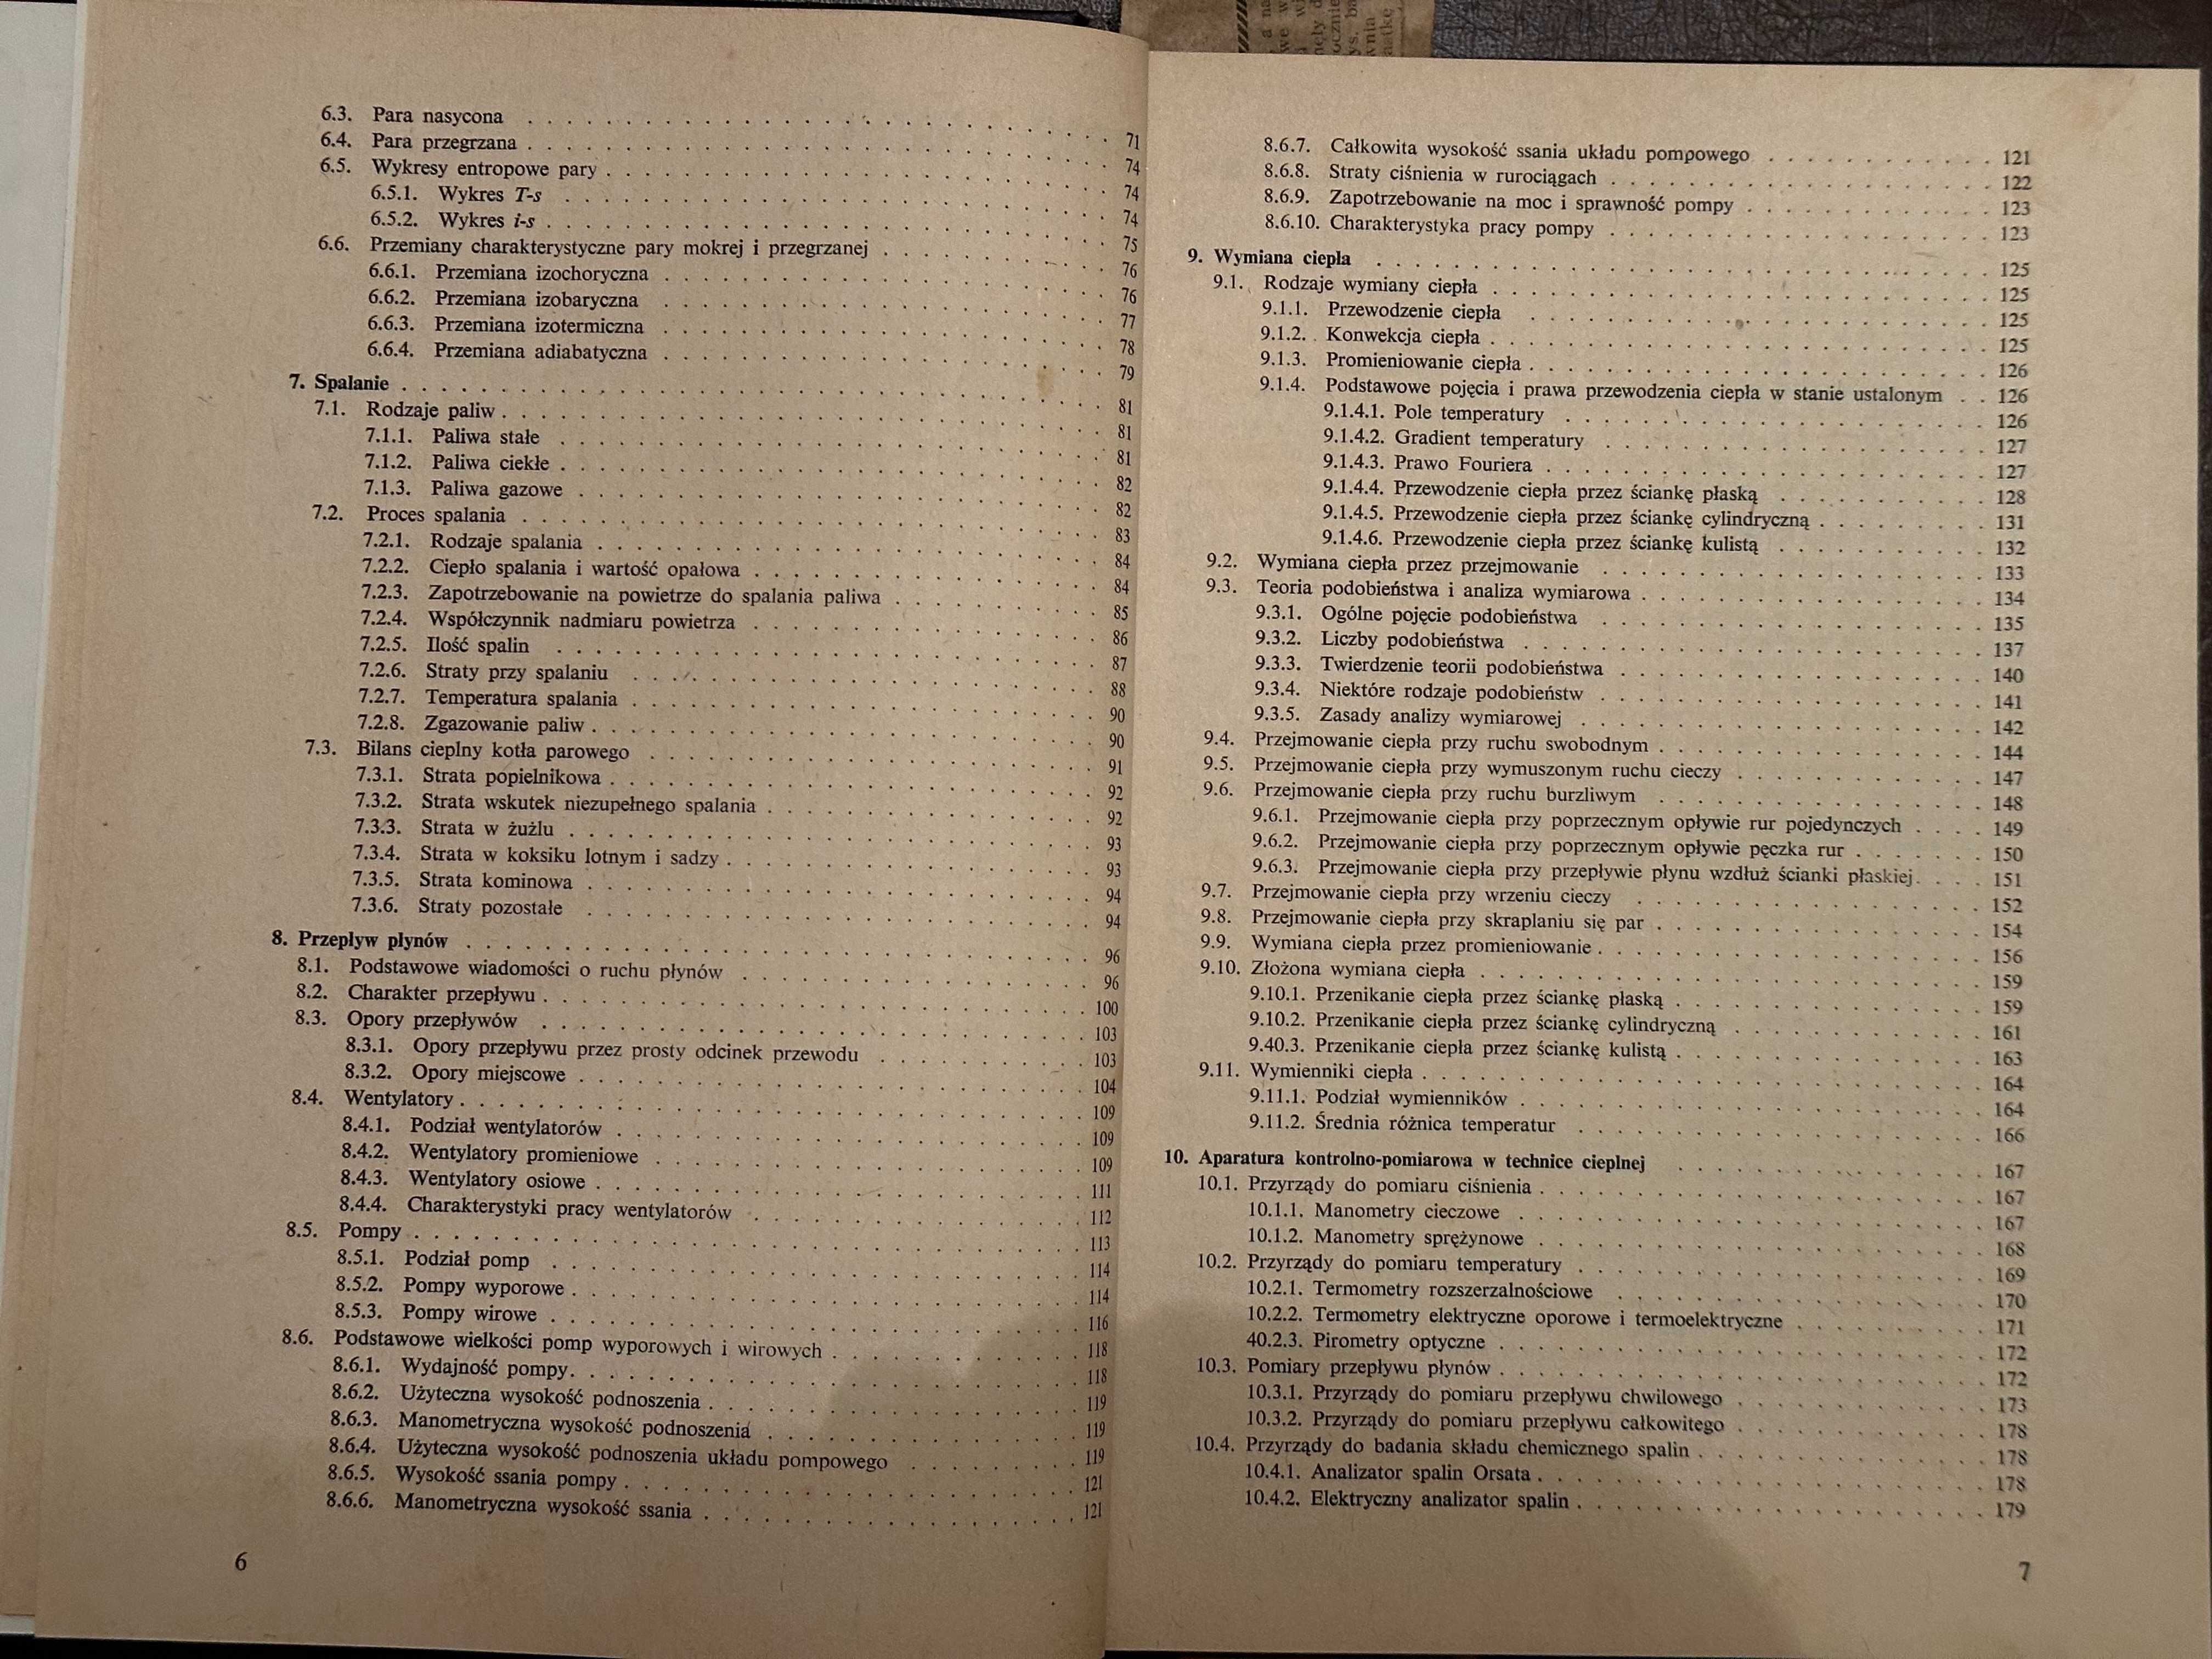 6.3. Para nasycona . . . . . 71
6.4. Para przegrzana . . . . . 74
6.5. Wykresy entropowe pary . . . . . 74
6.5.1. Wykres T-s . . . . . 74
6.5.2. Wykres i-s . . . . . 75
6.6. Przemiany charakterystyczne pary mokrej i przegrzanej . . . . . 76
6.6.1. Przemiana izochoryczna . . . . . 76
6.6.2. Przemiana izobaryczna . . . . . 77
6.6.3. Przemiana izotermiczna . . . . . 78
6.6.4. Przemiana adiabatyczna . . . . . 79
7. Spalanie . . . . . 81
7.1. Rodzaje paliw . . . . . 81
7.1.1. Paliwa stałe . . . . . 81
7.1.2. Paliwa ciekłe . . . . . 82
7.1.3. Paliwa gazowe . . . . . 82
7.2. Proces spalania . . . . . 83
7.2.1. Rodzaje spalania . . . . . 84
7.2.2. Ciepło spalania i wartość opałowa . . . . . 84
7.2.3. Zapotrzebowanie na powietrze do spalania paliwa . . . . . 85
7.2.4. Współczynnik nadmiaru powietrza . . . . . 86
7.2.5. Ilość spalin . . . . . 87
7.2.6. Straty przy spalaniu . . . . . 88
7.2.7. Temperatura spalania . . . . . 90
7.2.8. Zgazowanie paliw . . . . . 90
7.3. Bilans cieplny kotła parowego . . . . . 91
7.3.1. Strata popielnikowa . . . . . 92
7.3.2. Strata wskutek niezupełnego spalania . . . . . 92
7.3.3. Strata w żużlu . . . . . 93
7.3.4. Strata w koksiku lotnym i sadzy . . . . . 93
7.3.5. Strata kominowa . . . . . 94
7.3.6. Straty pozostałe . . . . . 94
8. Przepływ płynów . . . . . 96
8.1. Podstawowe wiadomości o ruchu płynów . . . . . 96
8.2. Charakter przepływu . . . . . 100
8.3. Opory przepływów . . . . . 103
8.3.1. Opory przepływu przez prosty odcinek przewodu . . . . . 103
8.3.2. Opory miejscowe . . . . . 104
8.4. Wentylatory . . . . . 109
8.4.1. Podział wentylatorów . . . . . 109
8.4.2. Wentylatory promieniowe . . . . . 109
8.4.3. Wentylatory osiowe . . . . . 111
8.4.4. Charakterystyki pracy wentylatorów . . . . . 112
8.5. Pompy . . . . . 113
8.5.1. Podział pomp . . . . . 114
8.5.2. Pompy wyporowe . . . . . 114
8.5.3. Pompy wirowe . . . . . 116
8.6. Podstawowe wielkości pomp wyporowych i wirowych . . . . . 118
8.6.1. Wydajność pompy . . . . . 118
8.6.2. Użyteczna wysokość podnoszenia . . . . . 119
8.6.3. Manometryczna wysokość podnoszenia . . . . . 119
8.6.4. Użyteczna wysokość podnoszenia układu pompowego . . . . . 119
8.6.5. Wysokość ssania pompy . . . . . 121
8.6.6. Manometryczna wysokość ssania . . . . . 121
6
8.6.7. Całkowita wysokość ssania układu pompowego . . . . . 121
8.6.8. Straty ciśnienia w rurociągach . . . . . 122
8.6.9. Zapotrzebowanie na moc i sprawność pompy . . . . . 123
8.6.10. Charakterystyka pracy pompy . . . . . 123
9. Wymiana ciepła . . . . . 125
9.1. Rodzaje wymiany ciepła . . . . . 125
9.1.1. Przewodzenie ciepła . . . . . 125
9.1.2. Konwekcja ciepła . . . . . 125
9.1.3. Promieniowanie ciepła . . . . . 126
9.1.4. Podstawowe pojęcia i prawa przewodzenia ciepła w stanie ustalonym . . 126
9.1.4.1. Pole temperatury . . . . . 126
9.1.4.2. Gradient temperatury . . . . . 127
9.1.4.3. Prawo Fouriera . . . . . 127
9.1.4.4. Przewodzenie ciepła przez ściankę płaską . . . . . 128
9.1.4.5. Przewodzenie ciepła przez ściankę cylindryczną . . . . . 131
9.1.4.6. Przewodzenie ciepła przez ściankę kulistą . . . . . 132
9.2. Wymiana ciepła przez przejmowanie . . . . . 133
9.3. Teoria podobieństwa i analiza wymiarowa . . . . . 134
9.3.1. Ogólne pojęcie podobieństwa . . . . . 135
9.3.2. Liczby podobieństwa . . . . . 137
9.3.3. Twierdzenie teorii podobieństwa . . . . . 140
9.3.4. Niektóre rodzaje podobieństw . . . . . 141
9.3.5. Zasady analizy wymiarowej . . . . . 142
9.4. Przejmowanie ciepła przy ruchu swobodnym . . . . . 144
9.5. Przejmowanie ciepła przy wymuszonym ruchu cieczy . . . . . 147
9.6. Przejmowanie ciepła przy ruchu burzliwym . . . . . 148
9.6.1. Przejmowanie ciepła przy poprzecznym opływie rur pojedynczych . . . . 149
9.6.2. Przejmowanie ciepła przy poprzecznym opływie pęczka rur . . . . . 150
9.6.3. Przejmowanie ciepła przy przepływie płynu wzdłuż ścianki płaskiej . . . . 151
9.7. Przejmowanie ciepła przy wrzeniu cieczy . . . . . 152
9.8. Przejmowanie ciepła przy skraplaniu się par . . . . . 154
9.9. Wymiana ciepła przez promieniowanie . . . . . 156
9.10. Złożona wymiana ciepła . . . . . 159
9.10.1. Przenikanie ciepła przez ściankę płaską . . . . . 159
9.10.2. Przenikanie ciepła przez ściankę cylindryczną . . . . . 161
9.40.3. Przenikanie ciepła przez ściankę kulistą . . . . . 163
9.11. Wymienniki ciepła . . . . . 164
9.11.1. Podział wymienników . . . . . 164
9.11.2. Średnia różnica temperatur . . . . . 166
10. Aparatura kontrolno-pomiarowa w technice cieplnej . . . . . 167
10.1. Przyrządy do pomiaru ciśnienia . . . . . 167
10.1.1. Manometry cieczowe . . . . . 167
10.1.2. Manometry sprężynowe . . . . . 168
10.2. Przyrządy do pomiaru temperatury . . . . . 169
10.2.1. Termometry rozszerzalnościowe . . . . . 170
10.2.2. Termometry elektryczne oporowe i termoelektryczne . . . . . 171
40.2.3. Pirometry optyczne . . . . . 172
10.3. Pomiary przepływu płynów . . . . . 172
10.3.1. Przyrządy do pomiaru przepływu chwilowego . . . . . 173
10.3.2. Przyrządy do pomiaru przepływu całkowitego . . . . . 178
10.4. Przyrządy do badania składu chemicznego spalin . . . . . 178
10.4.1. Analizator spalin Orsata . . . . . 178
10.4.2. Elektryczny analizator spalin . . . . . 179
7